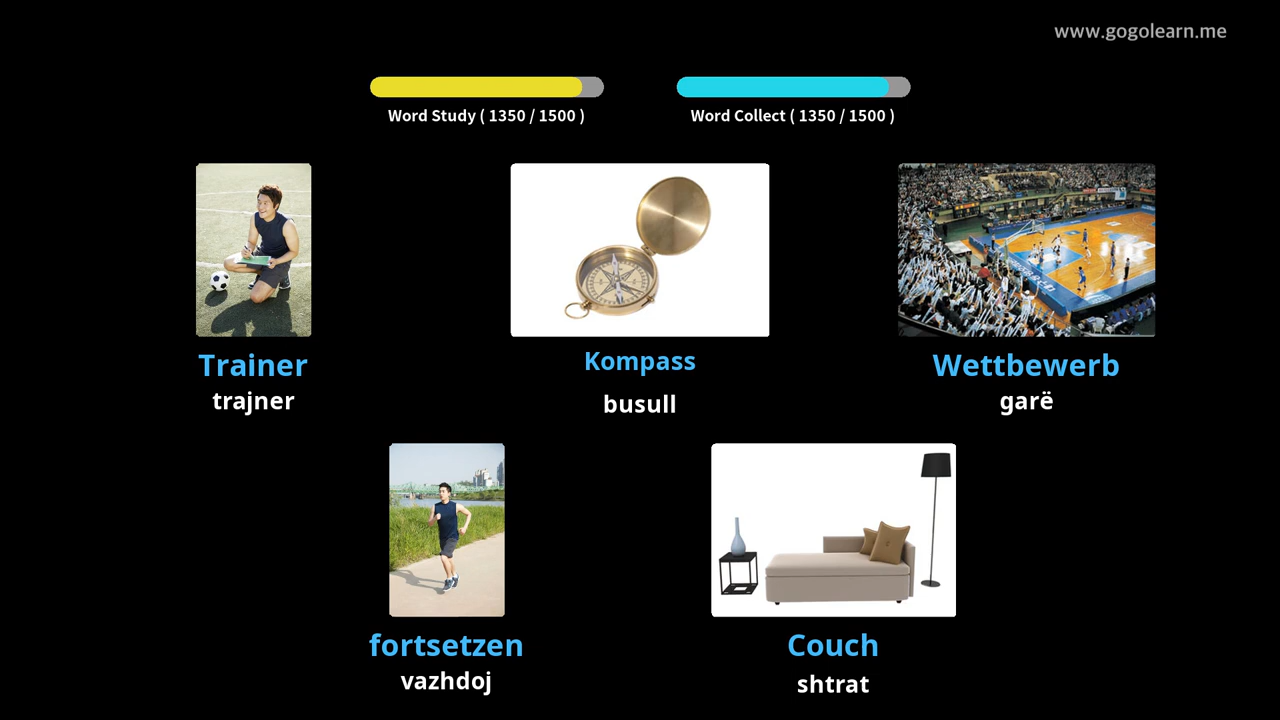 www.gogolearn.me
Word Study ( 1350 / 1500 )
Word Collect ( 1350 / 1500 )
Trainer
trajner
Kompass
busull
Wettbewerb
garë
fortsetzen
vazhdoj
Couch
shtrat